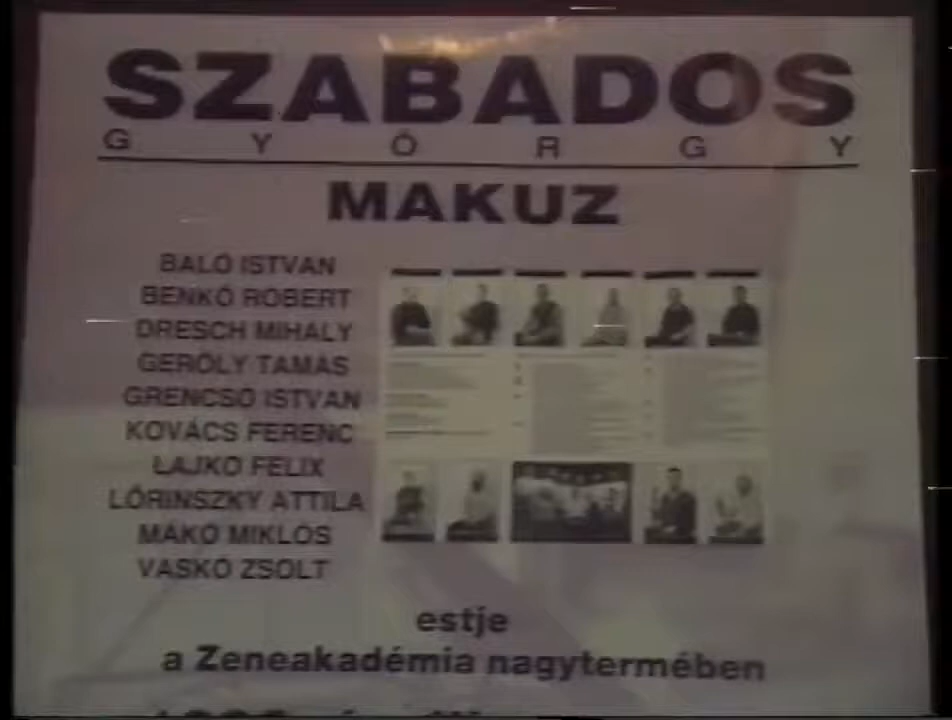 SZABADOS
GYÖRGY
MAKUZ
BALÓ ISTVÁN
BENKŐ RÓBERT
DRESCH MIHÁLY
GERŐLY TAMÁS
GRENCSÓ ISTVÁN
KOVÁCS FERENC
LAJKÓ FÉLIX
LŐRINSZKY ATTILA
MAKÓ MIKLÓS
VASKÓ ZSOLT
estje
a Zeneakadémia nagytermében